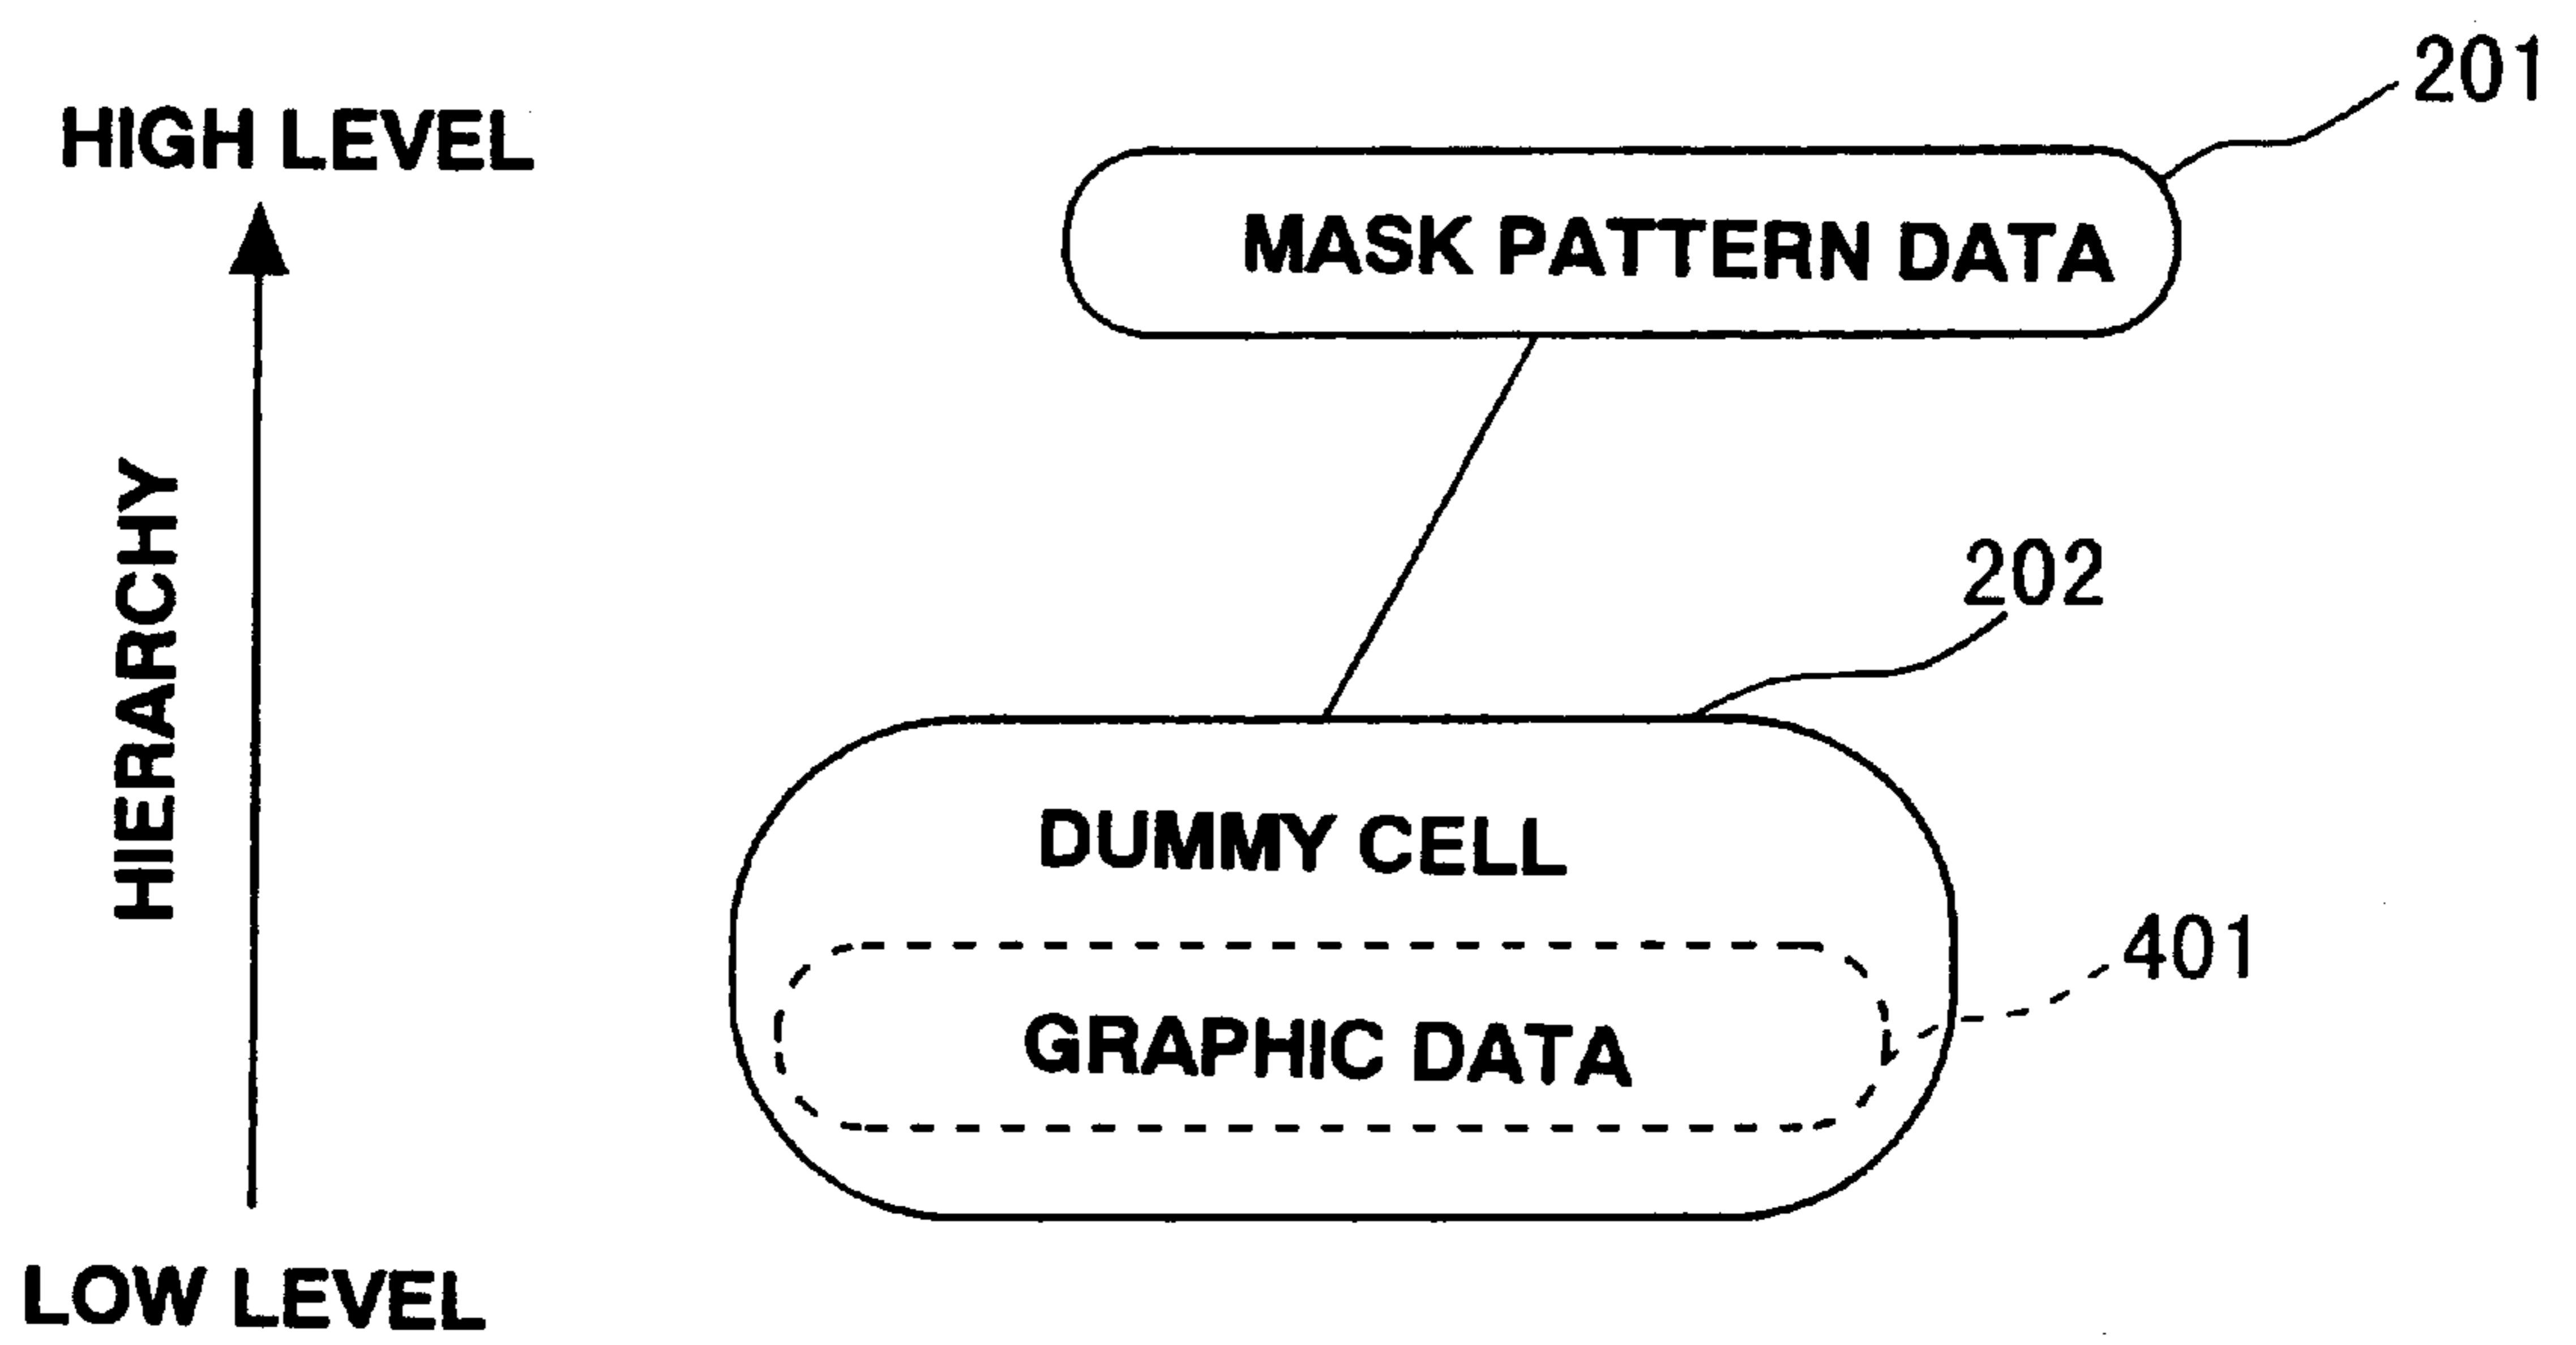 201
HIGH LEVEL
MASK PATTERN DATA
HIERARCHY
202
DUMMY CELL
401
GRAPHIC DATA
LOW LEVEL